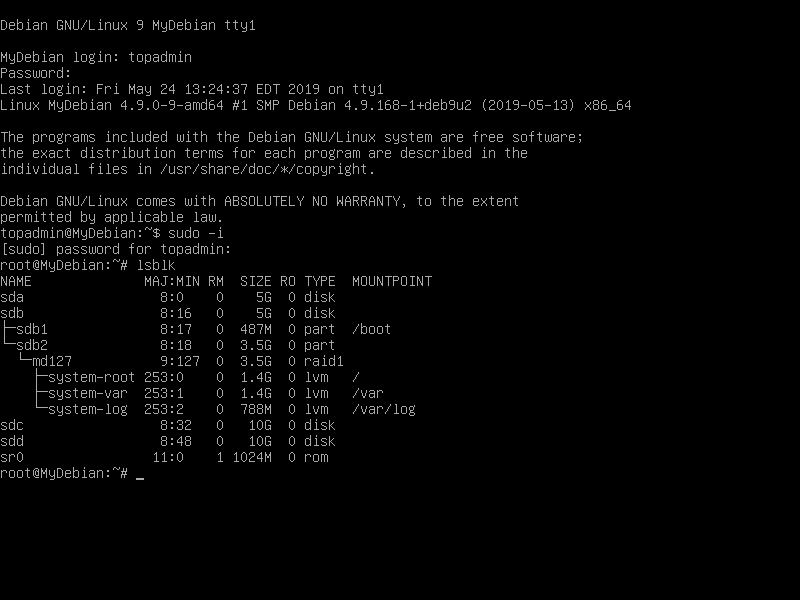 Debian GNU/Linux 9 MyDebian tty1
MyDebian login: topadmin
Password:
Last login: Fri May 24 13:24:37 EDT 2019 on tty1
Linux MyDebian 4.9.0-9-amd64 #1 SMP Debian 4.9.168-1+deb9u2 (2019-05-13) x86_64
The programs included with the Debian GNU/Linux system are free software;
the exact distribution terms for each program are described in the
individual files in /usr/share/doc/*/copyright.
Debian GNU/Linux comes with ABSOLUTELY NO WARRANTY, to the extent
permitted by applicable law.
topadmin@MyDebian:~$ sudo -i
[sudo] password for topadmin:
root@MyDebian:~# lsblk
NAME              MAJ:MIN RM  SIZE RO TYPE  MOUNTPOINT
sda                 8:0    0    5G  0 disk
sdb                 8:16   0    5G  0 disk
├─sdb1              8:17   0  487M  0 part  /boot
└─sdb2              8:18   0  3.5G  0 part
  └─md127           9:127  0  3.5G  0 raid1
    ├─system-root 253:0    0  1.4G  0 lvm   /
    ├─system-var  253:1    0  1.4G  0 lvm   /var
    └─system-log  253:2    0  788M  0 lvm   /var/log
sdc                 8:32   0   10G  0 disk
sdd                 8:48   0   10G  0 disk
sr0                11:0    1 1024M  0 rom
root@MyDebian:~# _